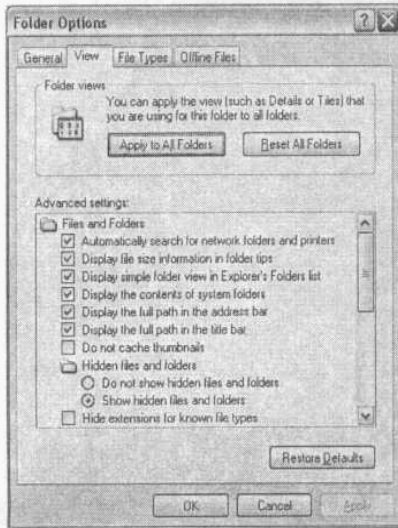 Folder Options
General View File Types Offline Files
Folder views
You can apply the view (such as Details or Tiles) that
you are using for this folder to all folders.
Apply to All Folders Reset All Folders
Advanced settings:
Files and Folders
Automatically search for network folders and printers
Display file size information in folder tips
Display simple folder view in Explorer's Folders list
Display the contents of system folders
Display the full path in the address bar
Display the full path in the title bar
Do not cache thumbnails
Hidden files and folders
Do not show hidden files and folders
Show hidden files and folders
Hide extensions for known file types
Restore Defaults
OK Cancel Apply